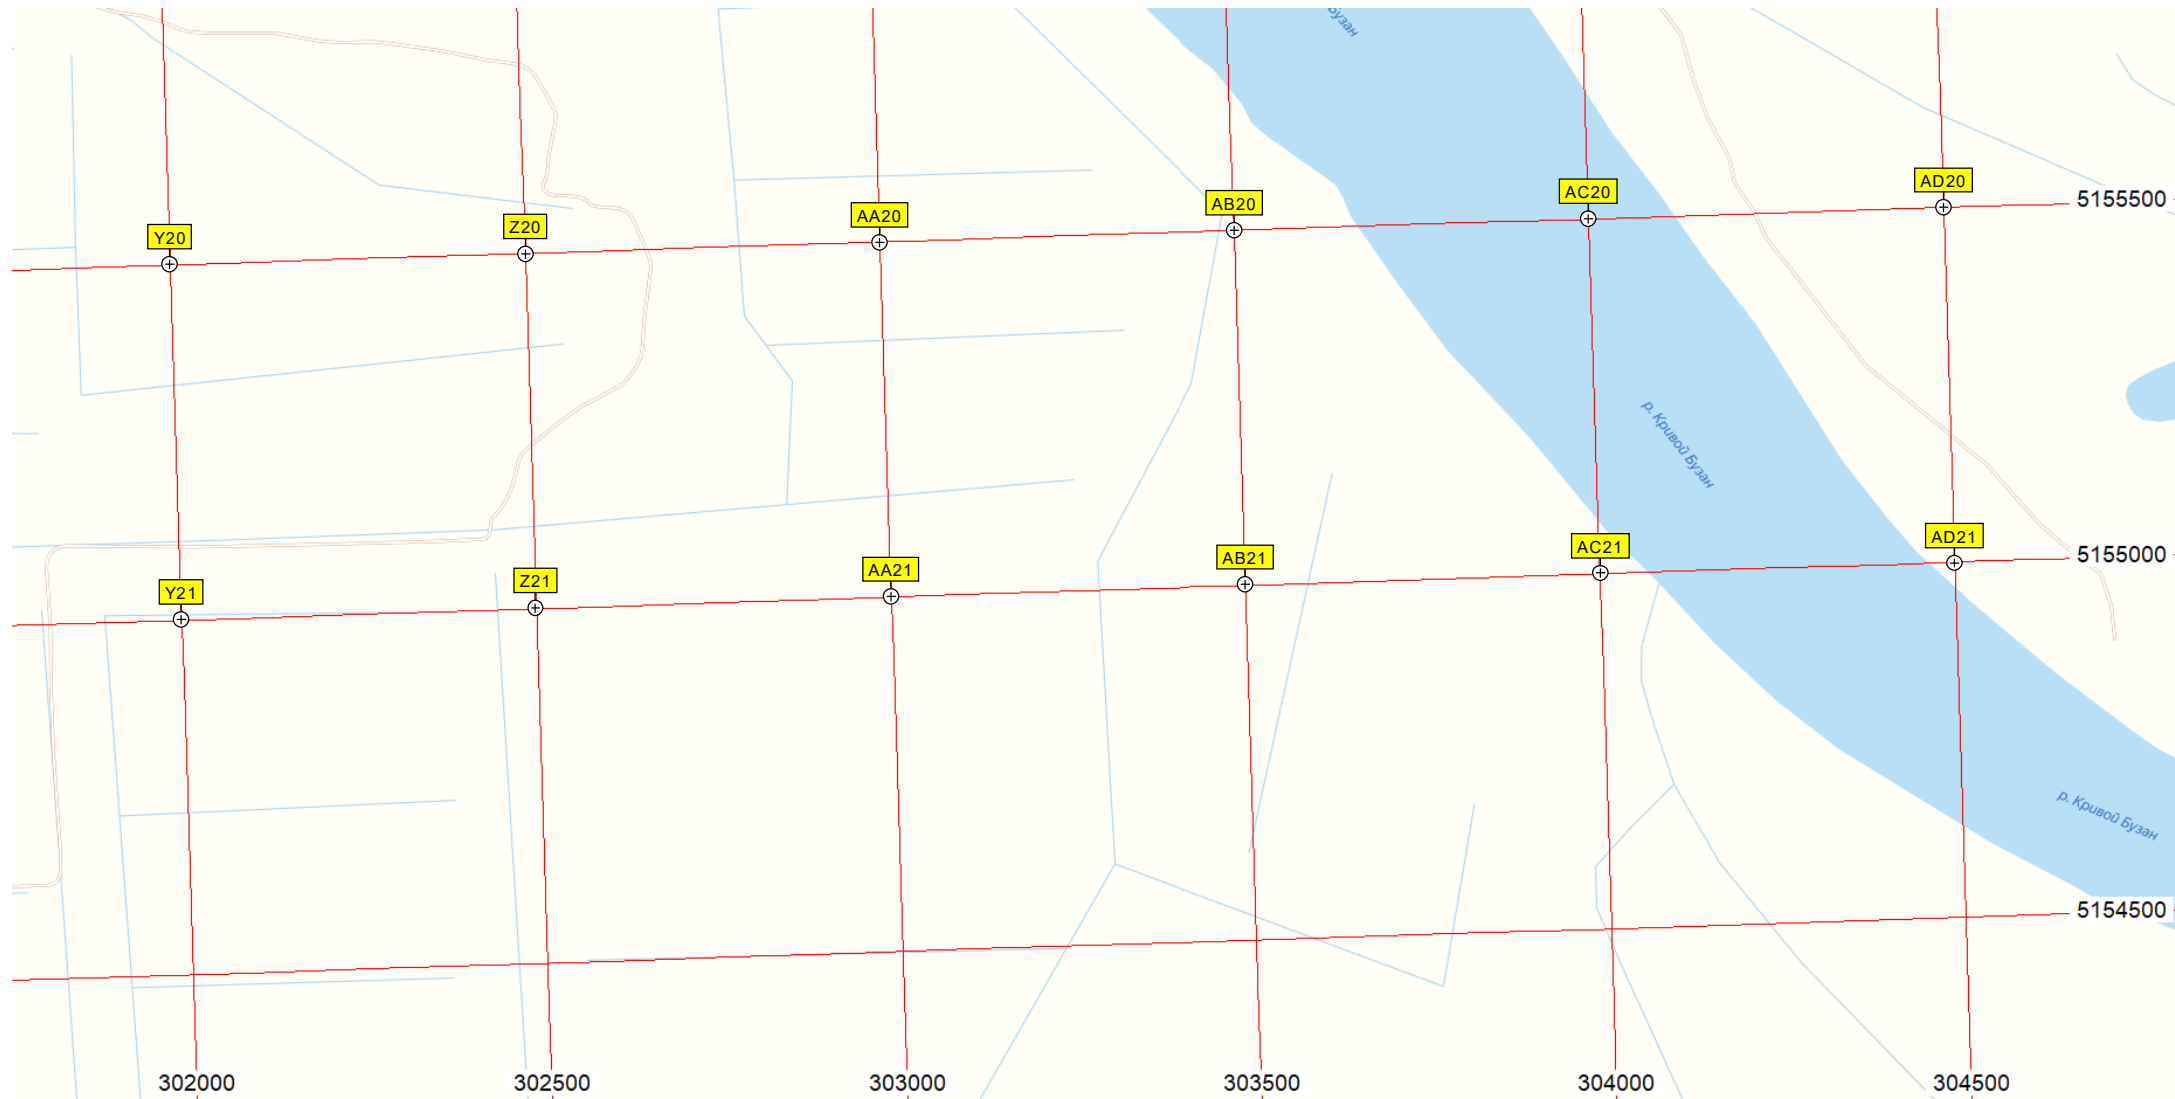 Бузан
AD20
5155500
AC20
AB20
AA20
Z20
Y20
р. Кривой Бузан
AD21
5155000
AC21
AB21
AA21
Z21
Y21
р. Кривой Бузан
5154500
302000 302500 303000 303500 304000 304500